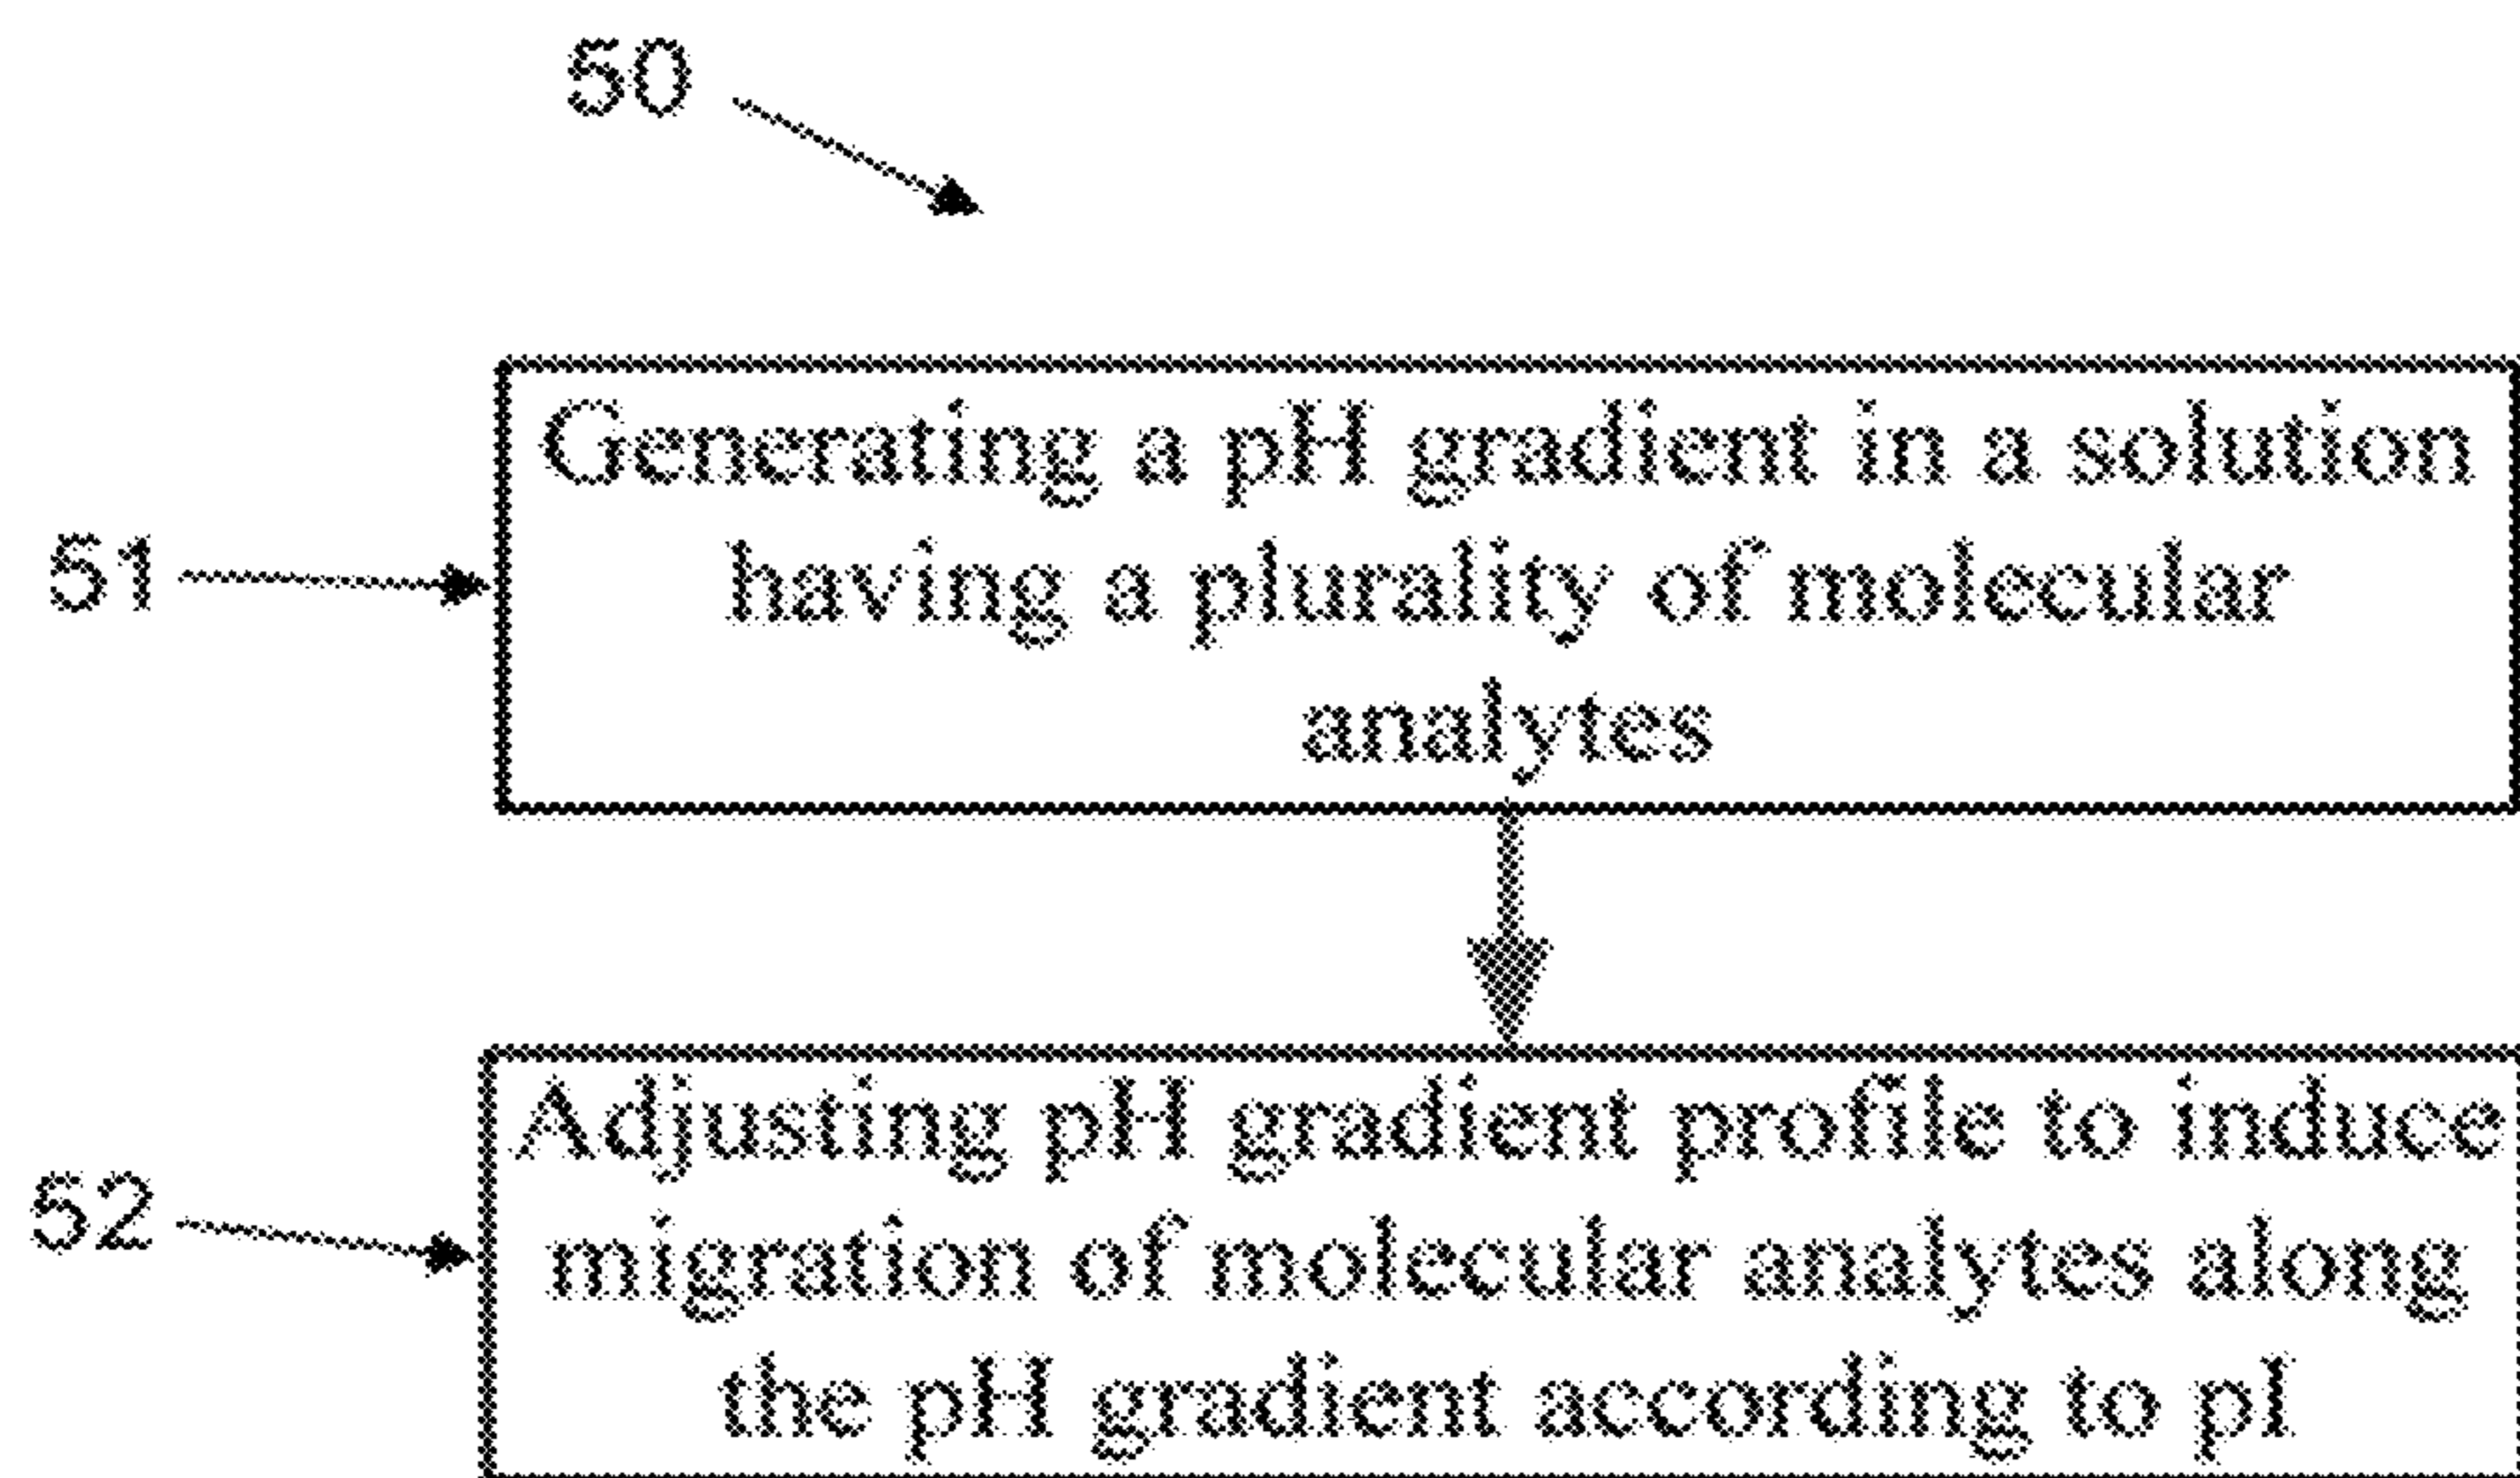 50
51
Generating a pH gradient in a solution
having a plurality of molecular
analytes
52
Adjusting pH gradient profile to induce
migration of molecular analytes along
the pH gradient according to pI